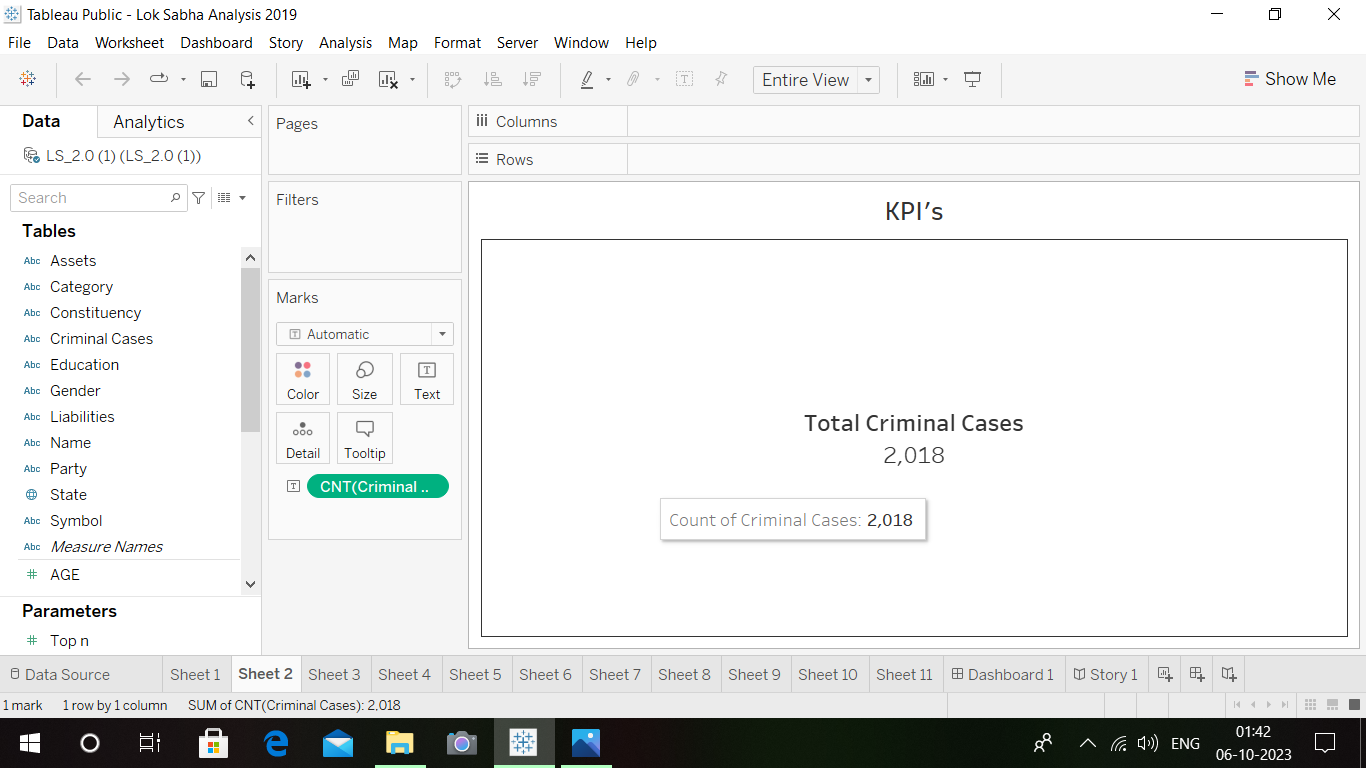 Tableau Public - Lok Sabha Analysis 2019
File Data Worksheet Dashboard Story Analysis Map Format Server Window Help
Entire View
Show Me
Data Analytics
LS_2.0 (1) (LS_2.0 (1))
Search
Tables
Abc Assets
Abc Category
Abc Constituency
Abc Criminal Cases
Abc Education
Abc Gender
Abc Liabilities
Abc Name
Abc Party
State
Abc Symbol
Abc Measure Names
# AGE
Parameters
# Top n
Pages
Filters
Marks
T Automatic
Color Size Text
Detail Tooltip
T CNT(Criminal ..
Columns
Rows
KPI’s
Total Criminal Cases
2,018
Count of Criminal Cases: 2,018
Data Source Sheet 1 Sheet 2 Sheet 3 Sheet 4 Sheet 5 Sheet 6 Sheet 7 Sheet 8 Sheet 9 Sheet 10 Sheet 11 Dashboard 1 Story 1
1 mark 1 row by 1 column SUM of CNT(Criminal Cases): 2,018
ENG
01:42
06-10-2023